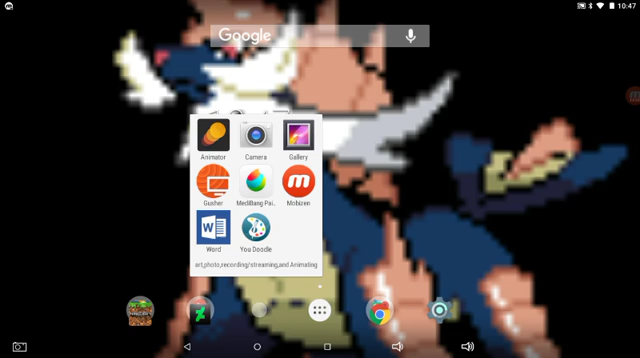 10:47
Google
Animator
Camera
Gallery
Gusher
MediBang Pai..
Mobizen
Word
You Doodle
art,photo,recording/streaming,and Animating